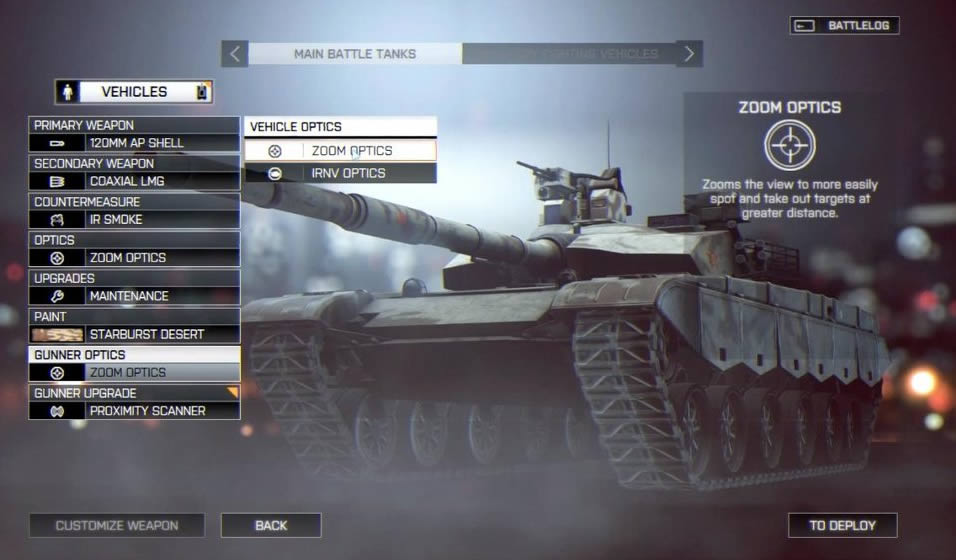 BATTLELOG
MAIN BATTLE TANKS
FIGHTING VEHICLES
VEHICLES
PRIMARY WEAPON
120MM AP SHELL
SECONDARY WEAPON
COAXIAL LMG
COUNTERMEASURE
IR SMOKE
OPTICS
ZOOM OPTICS
UPGRADES
MAINTENANCE
PAINT
STARBURST DESERT
GUNNER OPTICS
ZOOM OPTICS
GUNNER UPGRADE
PROXIMITY SCANNER
VEHICLE OPTICS
ZOOM OPTICS
IRNV OPTICS
ZOOM OPTICS
Zooms the view to more easily
spot and take out targets at
greater distance.
CUSTOMIZE WEAPON
BACK
TO DEPLOY